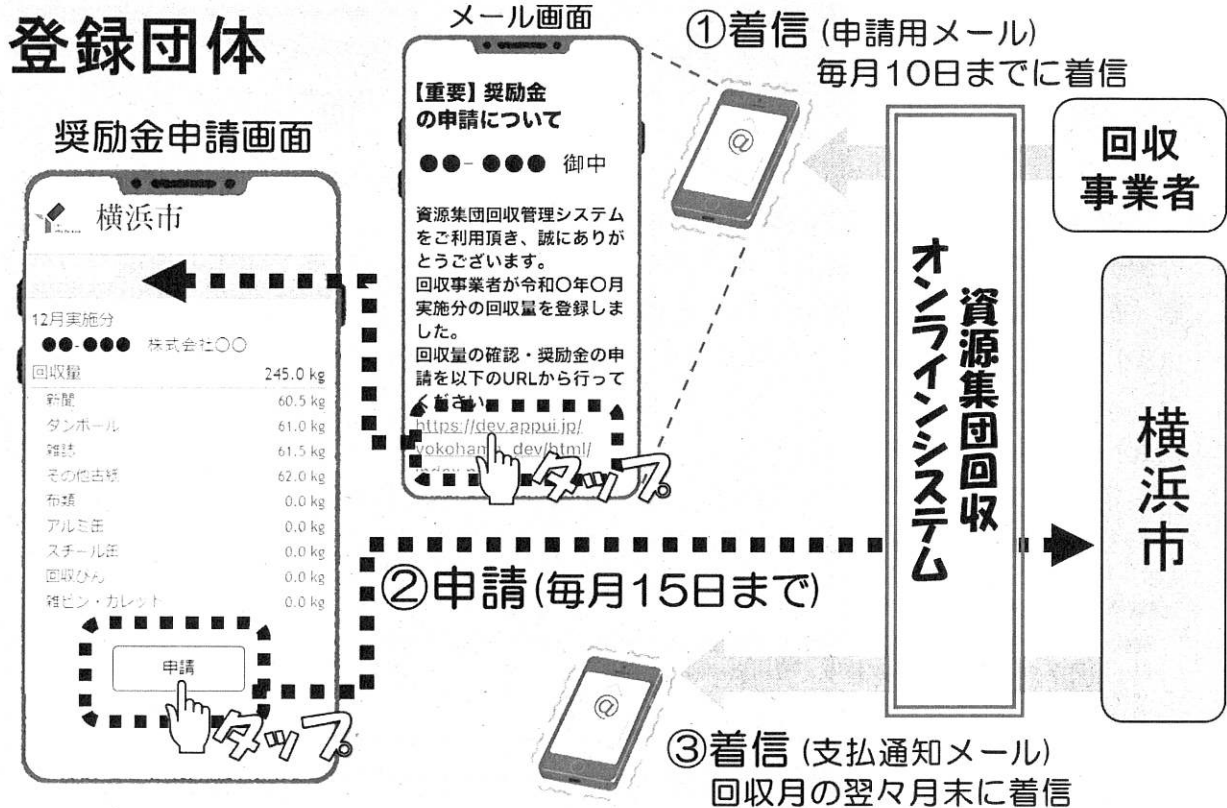 登録団体
奨励金申請画面
横浜市
12月実施分
●●-●●● 株式会社〇〇
回収量 245.0 kg
新聞 60.5 kg
ダンボール 61.0 kg
雑誌 61.5 kg
その他古紙 62.0 kg
布類 0.0 kg
アルミ缶 0.0 kg
スチール缶 0.0 kg
回収びん 0.0 kg
雑ビン・カレット 0.0 kg
申請
タップ
メール画面
【重要】奨励金
の申請について
●●-●●● 御中
資源集団回収管理システム
をご利用頂き、誠にありが
とうございます。
回収事業者が令和〇年〇月
実施分の回収量を登録しま
した。
回収量の確認・奨励金の申
請を以下のURLから行って
ください。
https://dev.appui.jp/
yokohama_dev/html/
タップ
①着信(申請用メール)
毎月10日までに着信
@
回収
事業者
資源集団回収
オンラインシステム
横浜市
②申請(毎月15日まで)
@
③着信(支払通知メール)
回収月の翌々月末に着信